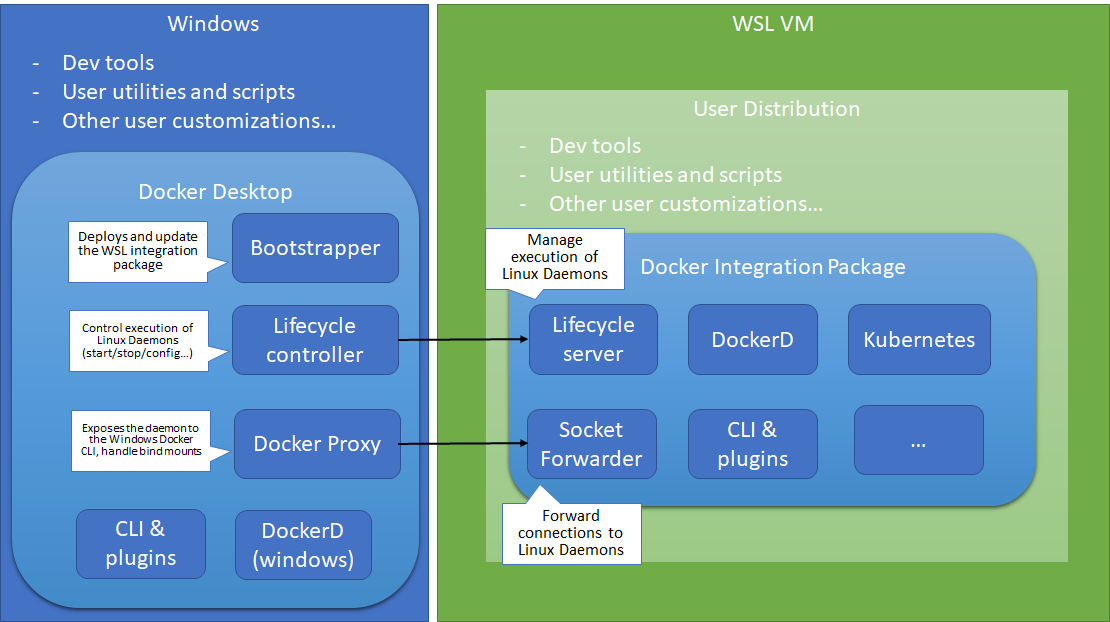 Windows
- Dev tools
- User utilities and scripts
- Other user customizations...
Docker Desktop
Deploys and update
the WSL integration
package
Bootstrapper
Control execution of
Linux Daemons
(start/stop/config...)
Lifecycle
controller
Exposes the daemon to
the Windows Docker
CLI, handle bind mounts
Docker Proxy
CLI &
plugins
DockerD
(windows)
WSL VM
User Distribution
- Dev tools
- User utilities and scripts
- Other user customizations...
Manage
execution of
Linux Daemons
Docker Integration Package
Lifecycle
server
DockerD
Kubernetes
Socket
Forwarder
CLI &
plugins
...
Forward
connections to
Linux Daemons